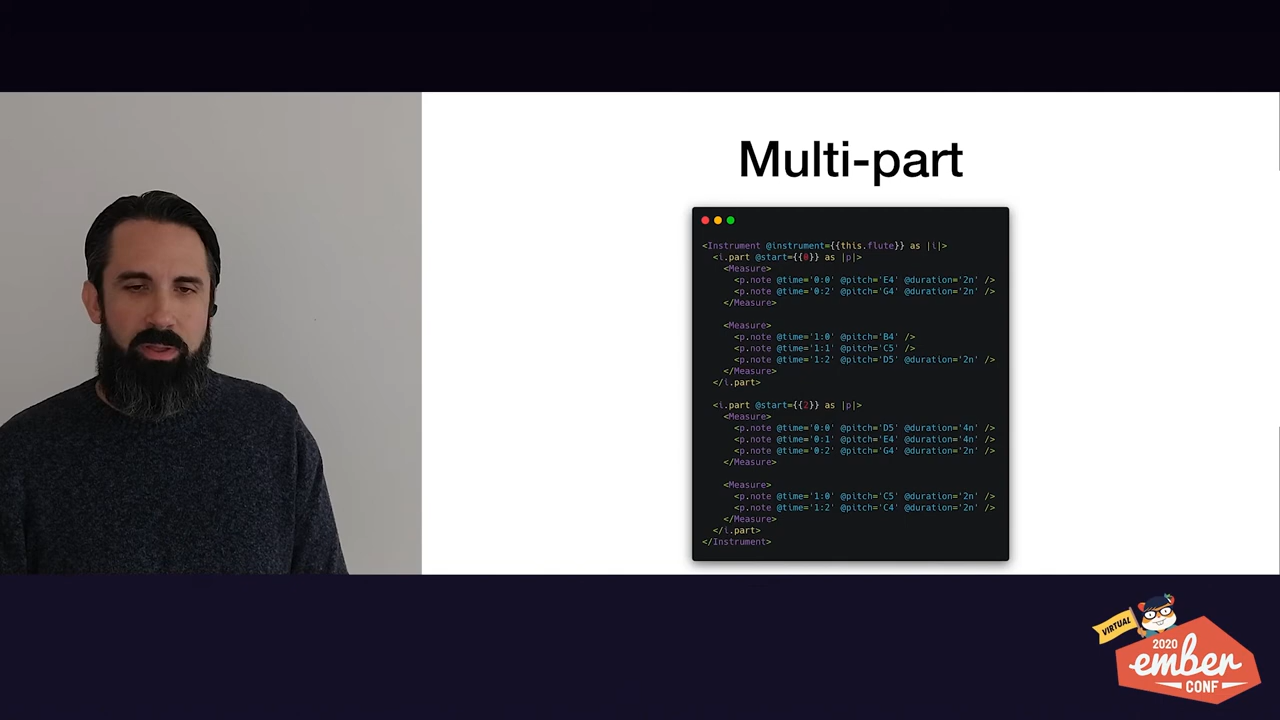 Multi-part
<Instrument @instrument={{this.flute}} as |i|>
<i.part @start={{0}} as |p|>
<Measure>
<p.note @time='0:0' @pitch='E4' @duration='2n' />
<p.note @time='0:2' @pitch='G4' @duration='2n' />
</Measure>
<Measure>
<p.note @time='1:0' @pitch='B4' />
<p.note @time='1:1' @pitch='C5' />
<p.note @time='1:2' @pitch='D5' @duration='2n' />
</Measure>
</i.part>
<i.part @start={{2}} as |p|>
<Measure>
<p.note @time='0:0' @pitch='D5' @duration='4n' />
<p.note @time='0:1' @pitch='E4' @duration='4n' />
<p.note @time='0:2' @pitch='G4' @duration='2n' />
</Measure>
<Measure>
<p.note @time='1:0' @pitch='C5' @duration='2n' />
<p.note @time='1:2' @pitch='C4' @duration='2n' />
</Measure>
</i.part>
</Instrument>
VIRTUAL
2020
ember
CONF